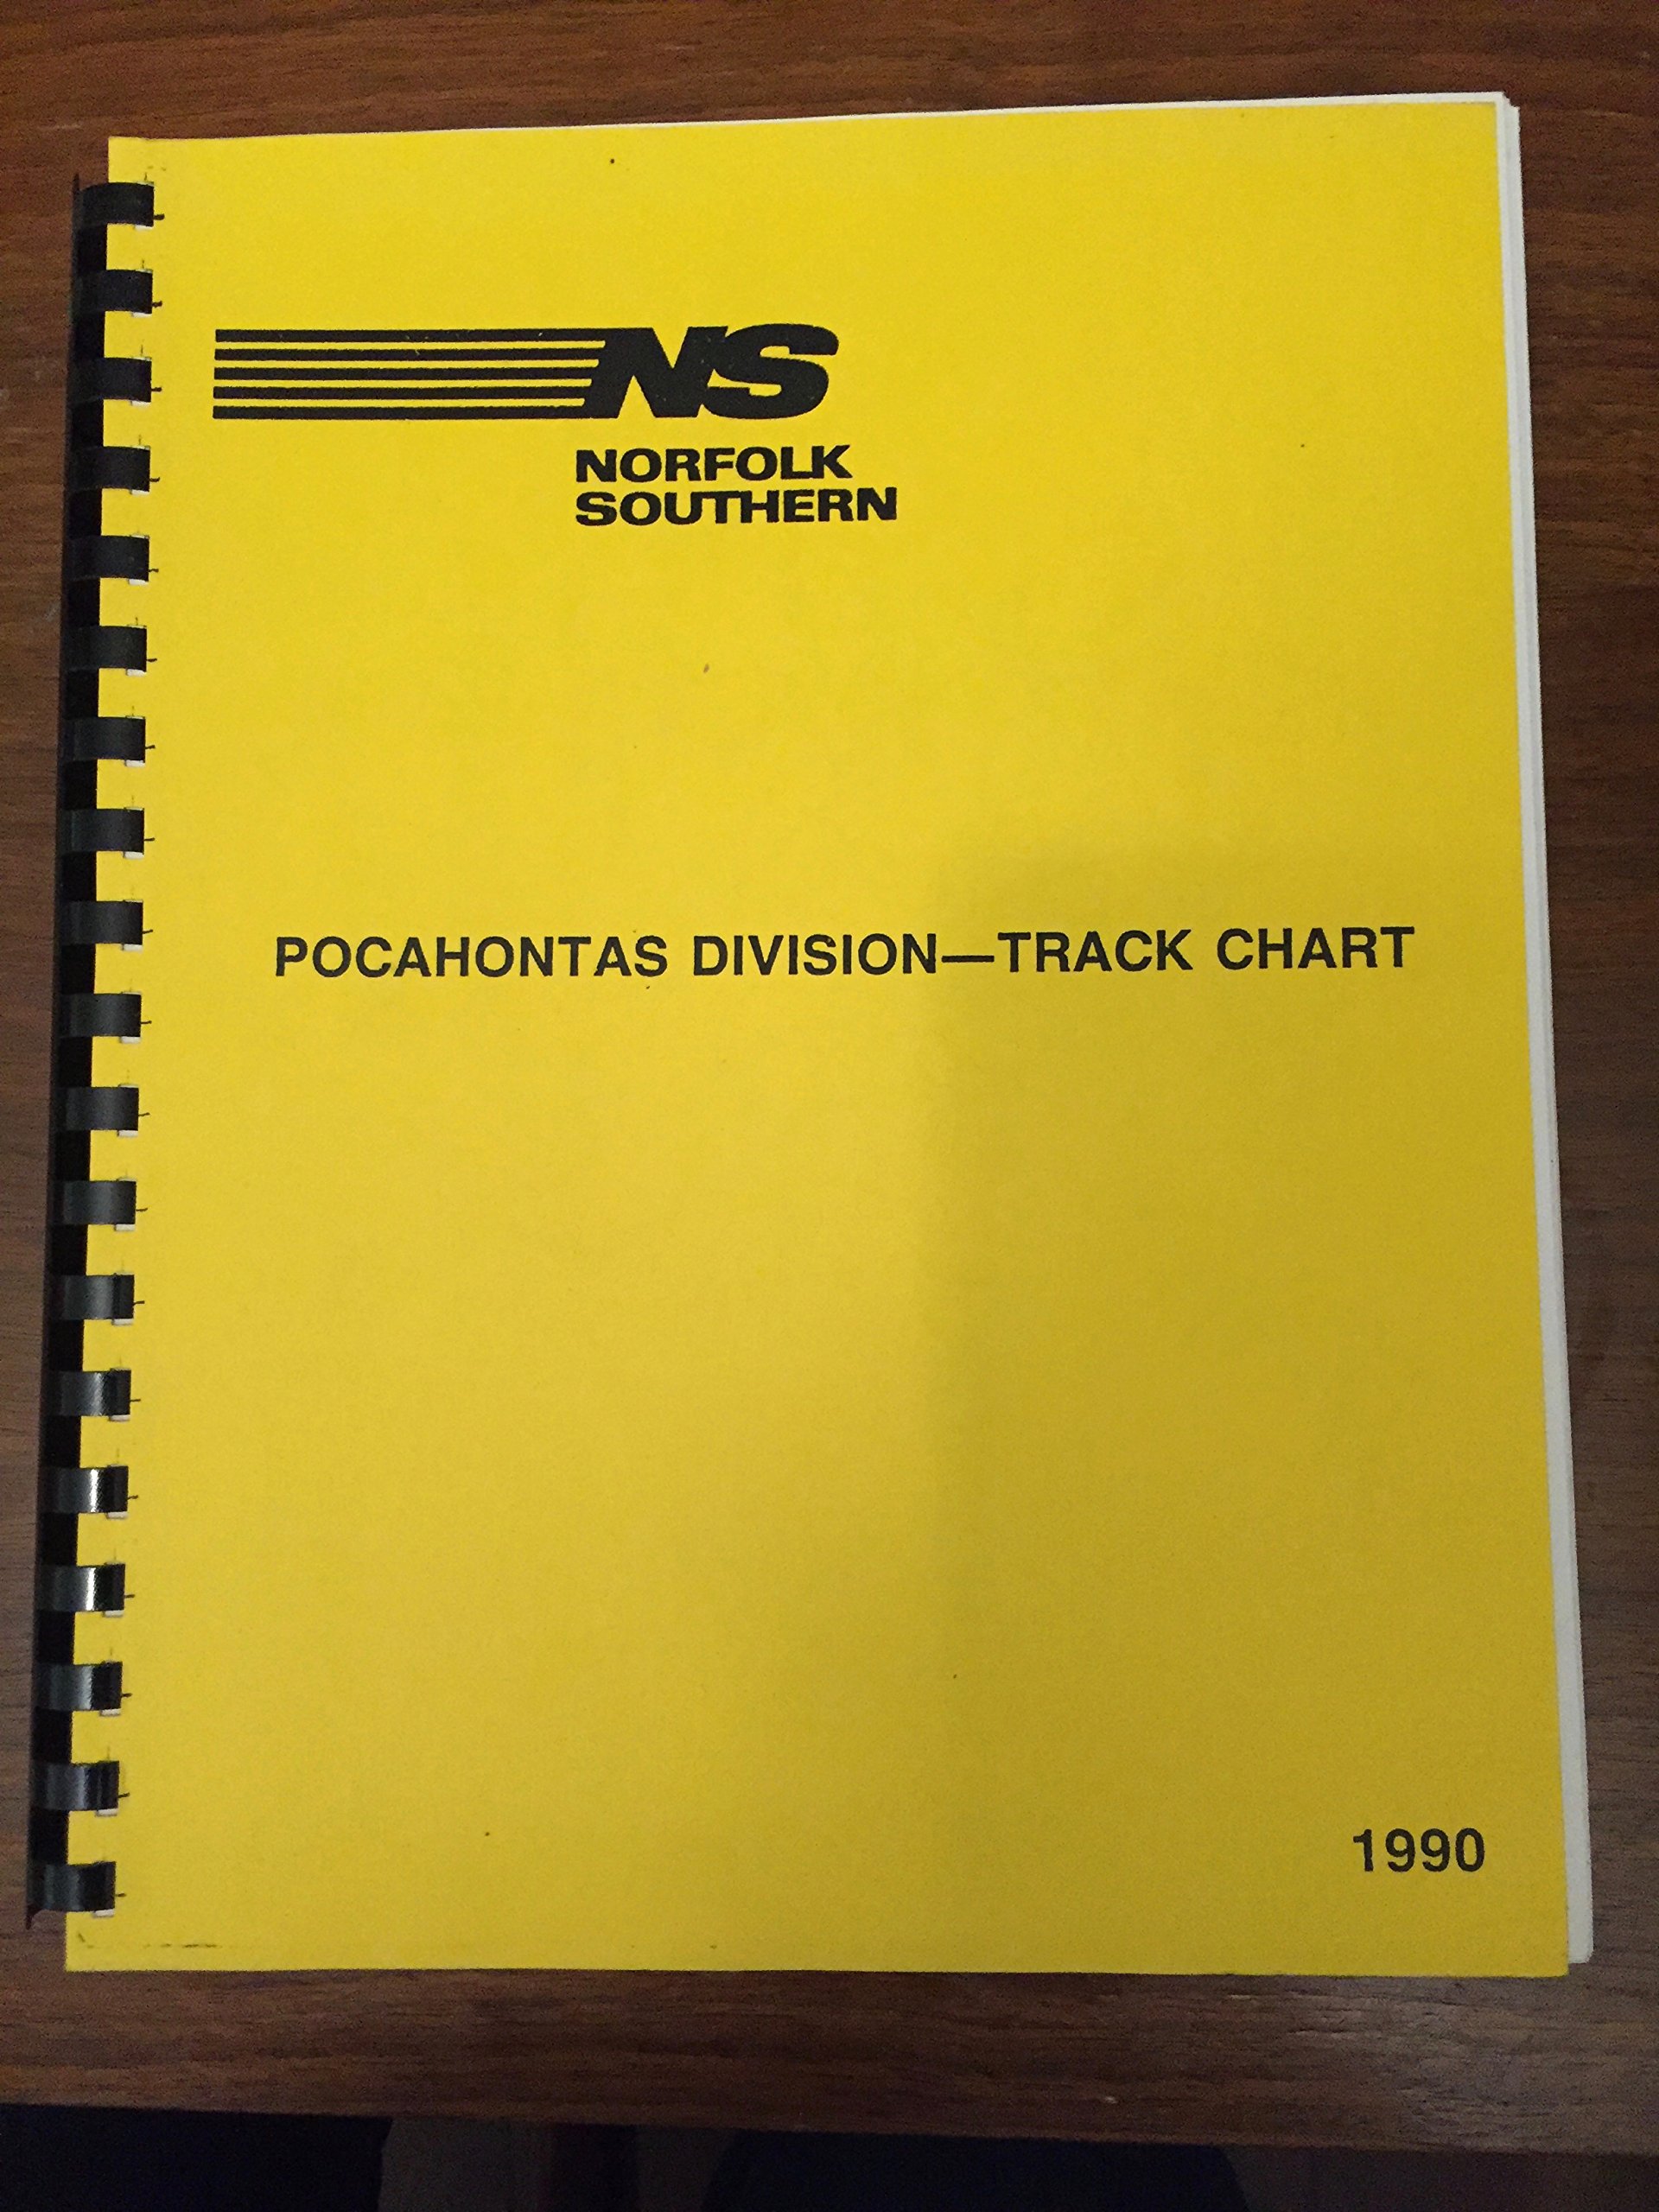 NS
NORFOLK
SOUTHERN
POCAHONTAS DIVISION—TRACK CHART
1990